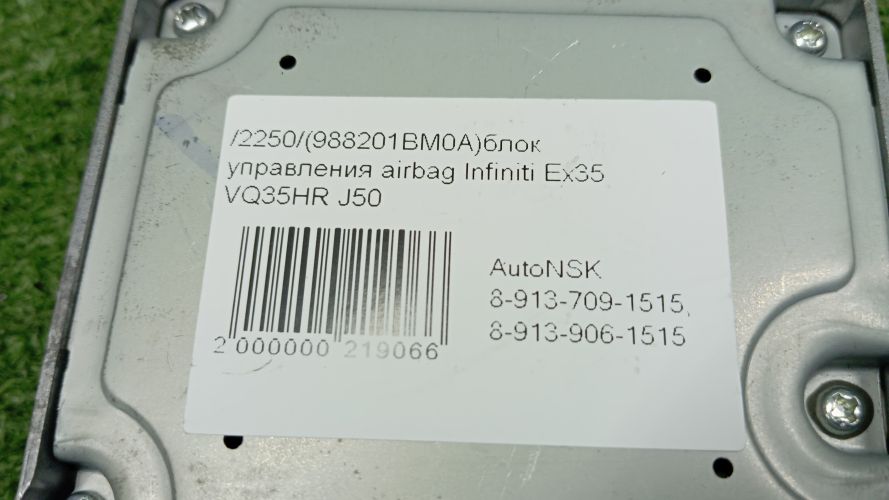 /2250/(988201BM0A)блок
управления airbag Infiniti Ex35
VQ35HR J50
AutoNSK
8-913-709-1515,
8-913-906-1515
2 000000 219066